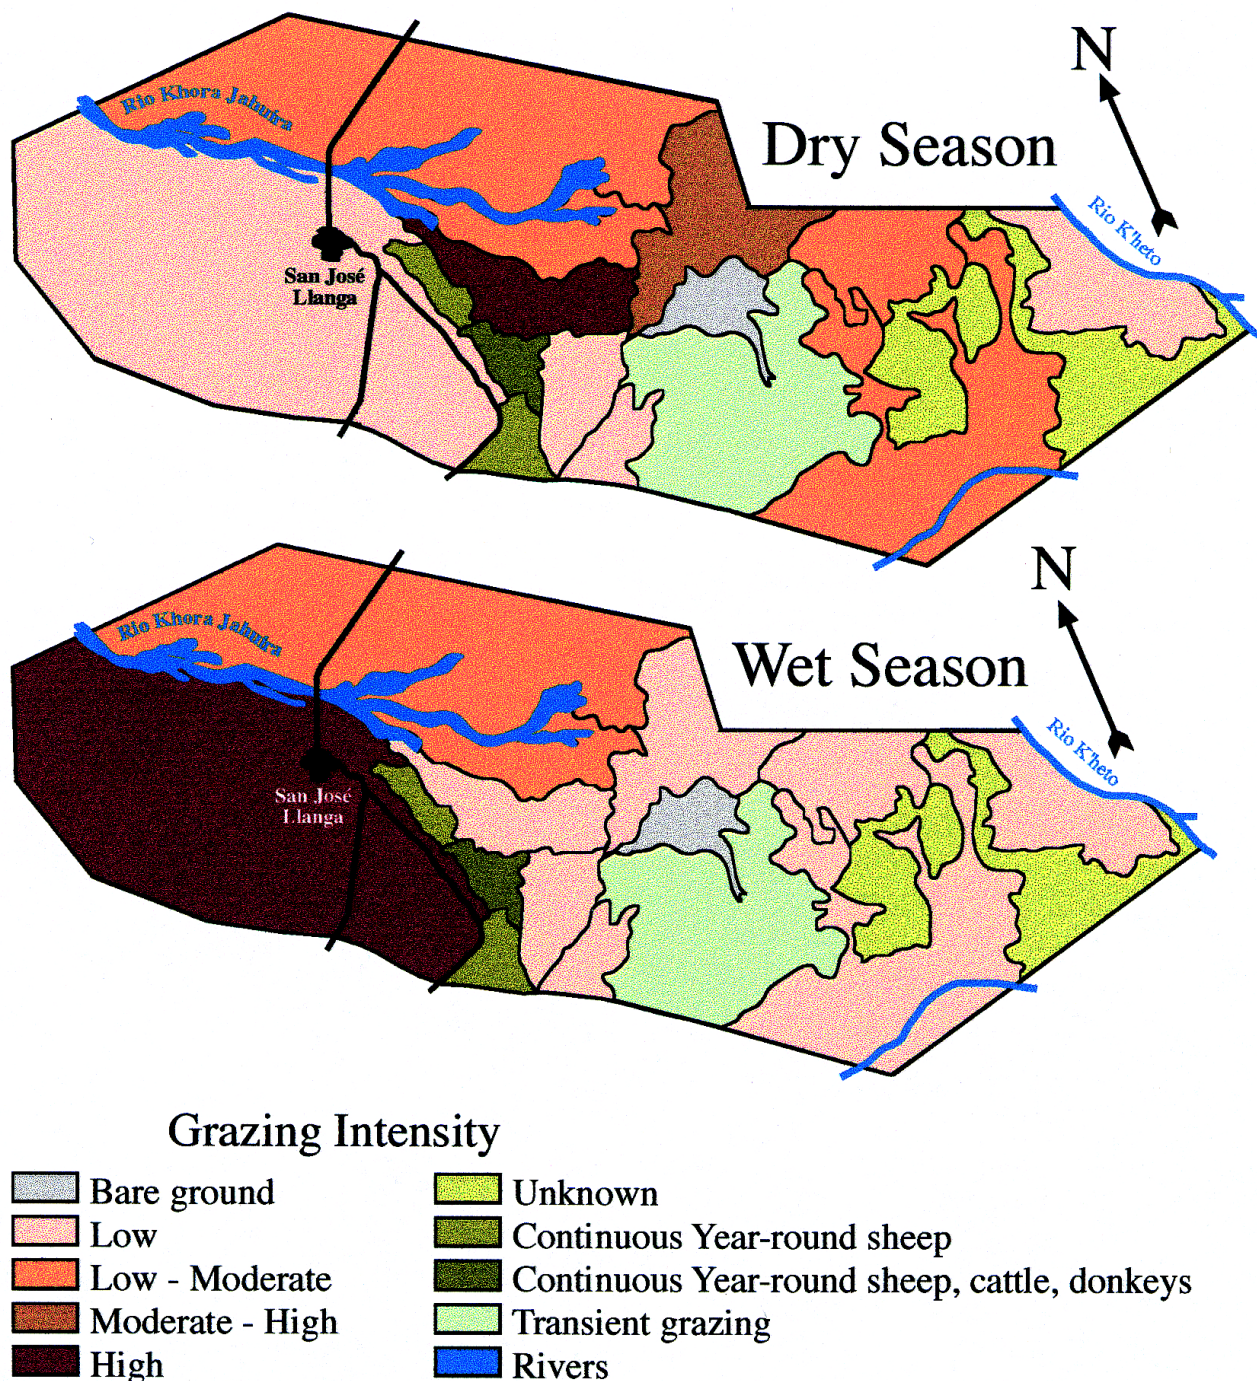 N
Dry Season
Rio Khora Jahuira
Rio K'heto
San José
Llanga
N
Wet Season
Rio Khora Jahuira
Rio K'heto
San José
Llanga
Grazing Intensity
Bare ground
Low
Low - Moderate
Moderate - High
High
Unknown
Continuous Year-round sheep
Continuous Year-round sheep, cattle, donkeys
Transient grazing
Rivers